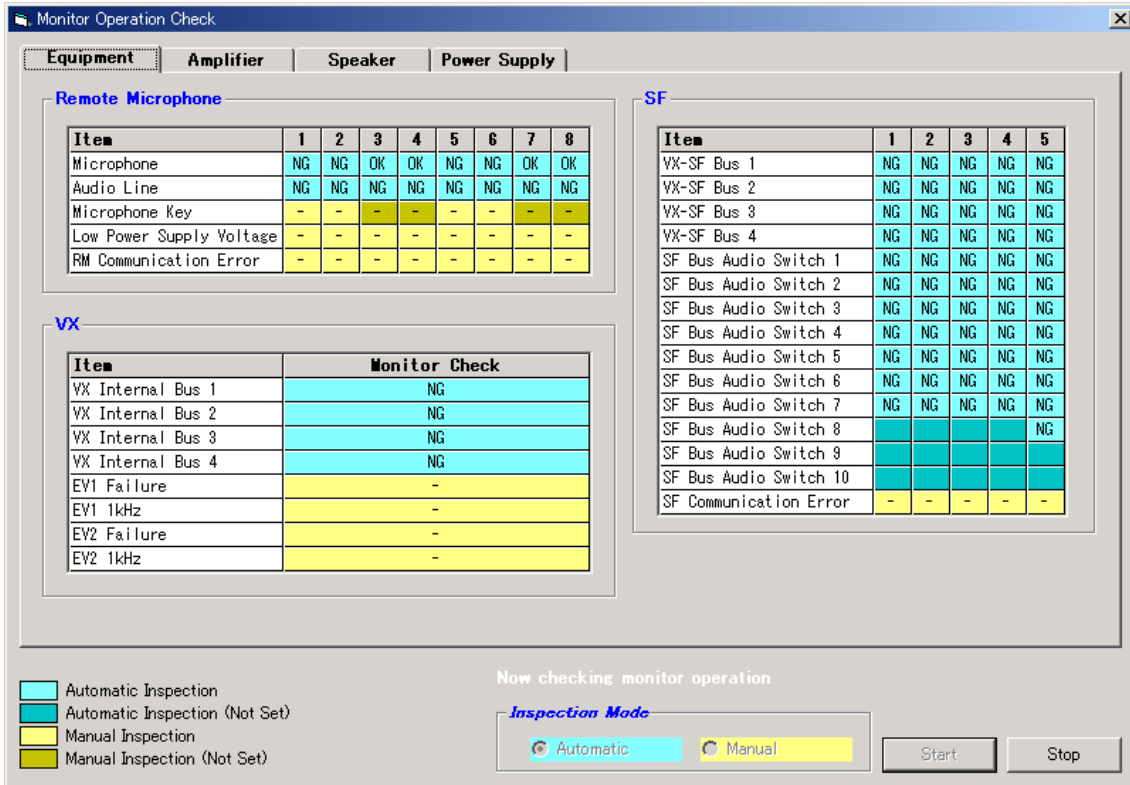 Monitor Operation Check
Equipment Amplifier Speaker Power Supply
Remote Microphone
Item 1 2 3 4 5 6 7 8
Microphone NG NG OK OK NG NG OK OK
Audio Line NG NG NG NG NG NG NG NG
Microphone Key - - - - - - - -
Low Power Supply Voltage - - - - - - - -
RM Communication Error - - - - - - - -
VX
Item Monitor Check
VX Internal Bus 1 NG
VX Internal Bus 2 NG
VX Internal Bus 3 NG
VX Internal Bus 4 NG
EV1 Failure -
EV1 1kHz -
EV2 Failure -
EV2 1kHz -
SF
Item 1 2 3 4 5
VX-SF Bus 1 NG NG NG NG NG
VX-SF Bus 2 NG NG NG NG NG
VX-SF Bus 3 NG NG NG NG NG
VX-SF Bus 4 NG NG NG NG NG
SF Bus Audio Switch 1 NG NG NG NG NG
SF Bus Audio Switch 2 NG NG NG NG NG
SF Bus Audio Switch 3 NG NG NG NG NG
SF Bus Audio Switch 4 NG NG NG NG NG
SF Bus Audio Switch 5 NG NG NG NG NG
SF Bus Audio Switch 6 NG NG NG NG NG
SF Bus Audio Switch 7 NG NG NG NG NG
SF Bus Audio Switch 8 NG
SF Bus Audio Switch 9
SF Bus Audio Switch 10
SF Communication Error - - - - -
Automatic Inspection
Automatic Inspection (Not Set)
Manual Inspection
Manual Inspection (Not Set)
Now checking monitor operation
Inspection Mode
Automatic Manual
Start Stop